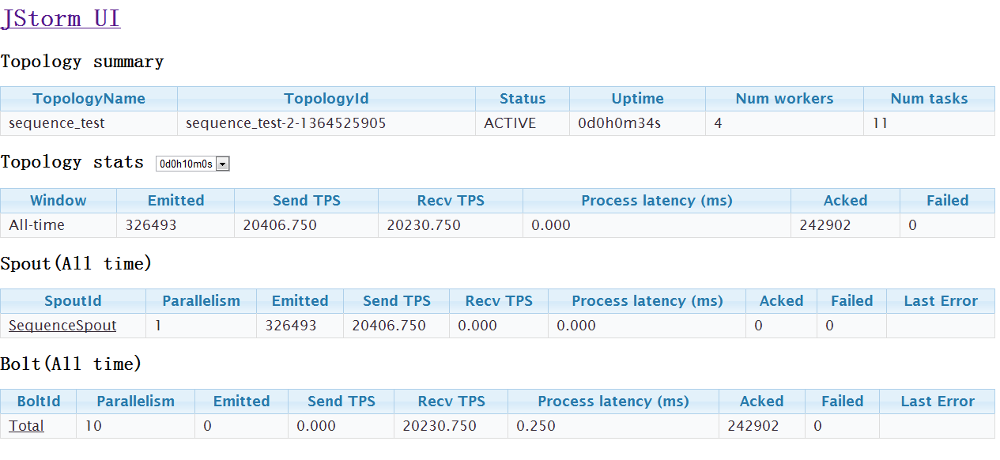 JStorm UI
Topology summary
TopologyName TopologyId Status Uptime Num workers Num tasks
sequence_test sequence_test-2-1364525905 ACTIVE 0d0h0m34s 4 11
Topology stats 0d0h10m0s
Window Emitted Send TPS Recv TPS Process latency (ms) Acked Failed
All-time 326493 20406.750 20230.750 0.000 242902 0
Spout(All time)
SpoutId Parallelism Emitted Send TPS Recv TPS Process latency (ms) Acked Failed Last Error
SequenceSpout 1 326493 20406.750 0.000 0.000 0 0
Bolt(All time)
BoltId Parallelism Emitted Send TPS Recv TPS Process latency (ms) Acked Failed Last Error
Total 10 0 0.000 20230.750 0.250 242902 0